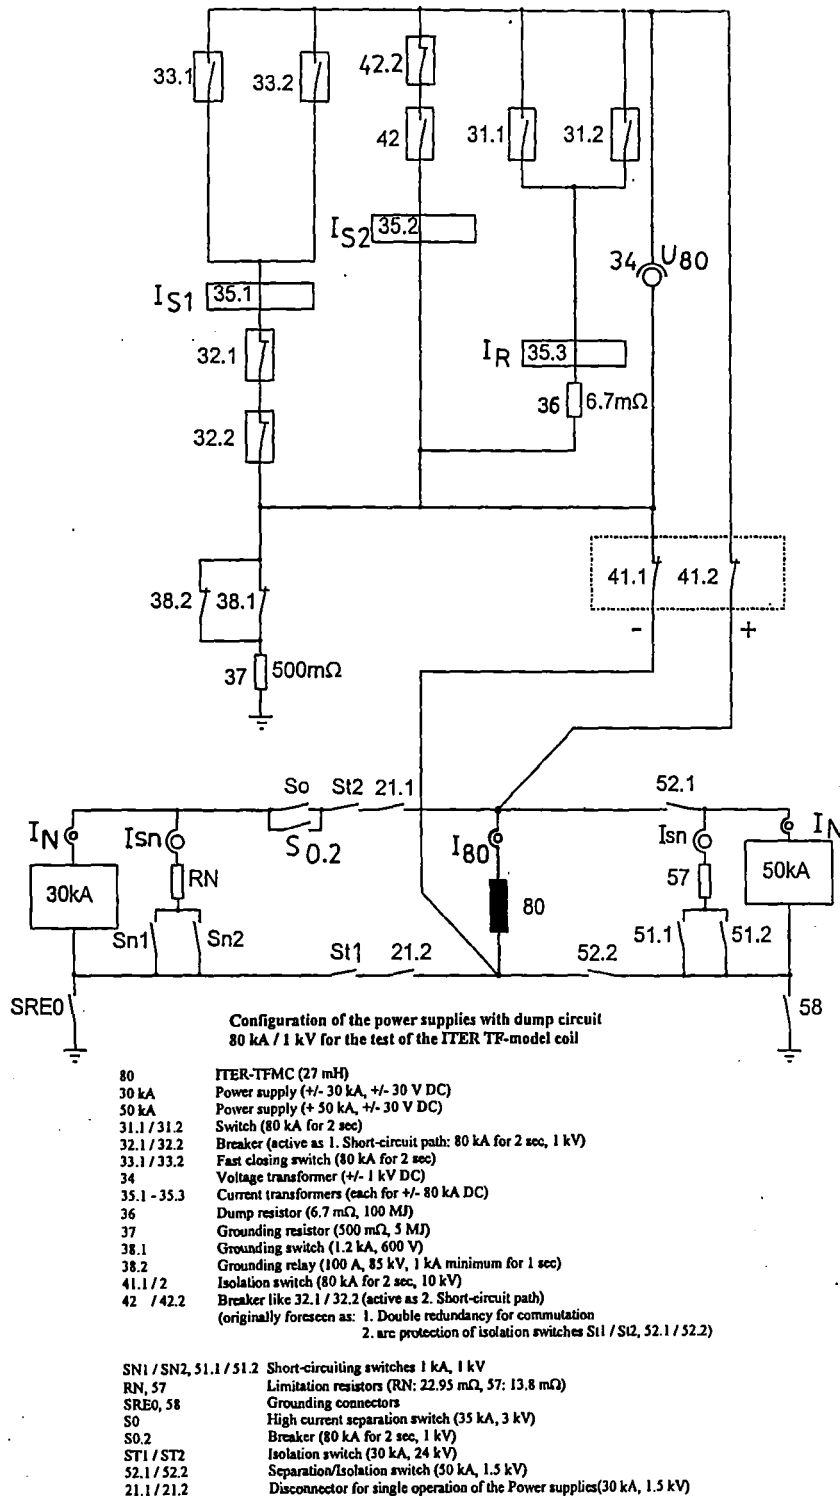 33.1
33.2
42.2
42
31.1
31.2
IS2
35.2
34
U80
IS1
35.1
32.1
IR
35.3
36
6.7mΩ
32.2
41.1
41.2
38.2
38.1
-
+
37
500mΩ
So
St2
21.1
52.1
IN
Isn
S0.2
I80
Isn
IN
30kA
RN
80
57
50kA
Sn1
Sn2
51.1
51.2
St1
21.2
52.2
SRE0
58
Configuration of the power supplies with dump circuit
80 kA / 1 kV for the test of the ITER TF-model coil
80 ITER-TFMC (27 mH)
30 kA Power supply (+/- 30 kA, +/- 30 V DC)
50 kA Power supply (+ 50 kA, +/- 30 V DC)
31.1 / 31.2 Switch (80 kA for 2 sec)
32.1 / 32.2 Breaker (active as 1. Short-circuit path: 80 kA for 2 sec, 1 kV)
33.1 / 33.2 Fast closing switch (80 kA for 2 sec)
34 Voltage transformer (+/- 1 kV DC)
35.1 - 35.3 Current transformers (each for +/- 80 kA DC)
36 Dump resistor (6.7 mΩ, 100 MJ)
37 Grounding resistor (500 mΩ, 5 MJ)
38.1 Grounding switch (1.2 kA, 600 V)
38.2 Grounding relay (100 A, 85 kV, 1 kA minimum for 1 sec)
41.1 / 2 Isolation switch (80 kA for 2 sec, 10 kV)
42 / 42.2 Breaker like 32.1 / 32.2 (active as 2. Short-circuit path)
(originally foreseen as: 1. Double redundancy for commutation
2. arc protection of isolation switches St1 / St2, 52.1 / 52.2)
SN1 / SN2, 51.1 / 51.2 Short-circuiting switches 1 kA, 1 kV
RN, 57 Limitation resistors (RN: 22.95 mΩ, 57: 13.8 mΩ)
SRE0, 58 Grounding connectors
S0 High current separation switch (35 kA, 3 kV)
S0.2 Breaker (80 kA for 2 sec, 1 kV)
ST1 / ST2 Isolation switch (30 kA, 24 kV)
52.1 / 52.2 Separation/Isolation switch (50 kA, 1.5 kV)
21.1 / 21.2 Disconnector for single operation of the Power supplies(30 kA, 1.5 kV)